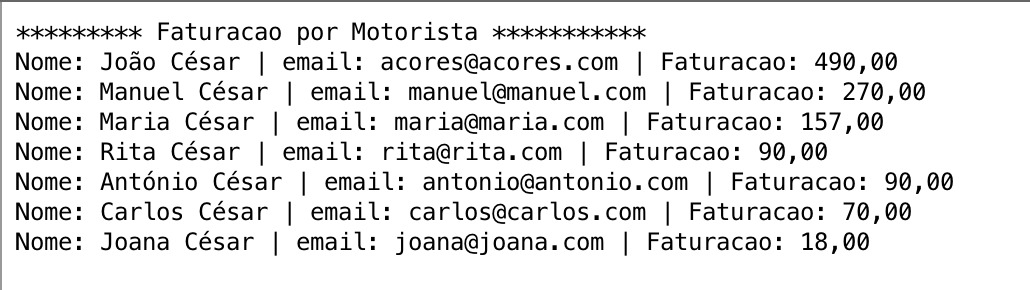 ********* Faturacao por Motorista ***********
Nome: João César | email: acores@acores.com | Faturacao: 490,00
Nome: Manuel César | email: manuel@manuel.com | Faturacao: 270,00
Nome: Maria César | email: maria@maria.com | Faturacao: 157,00
Nome: Rita César | email: rita@rita.com | Faturacao: 90,00
Nome: António César | email: antonio@antonio.com | Faturacao: 90,00
Nome: Carlos César | email: carlos@carlos.com | Faturacao: 70,00
Nome: Joana César | email: joana@joana.com | Faturacao: 18,00